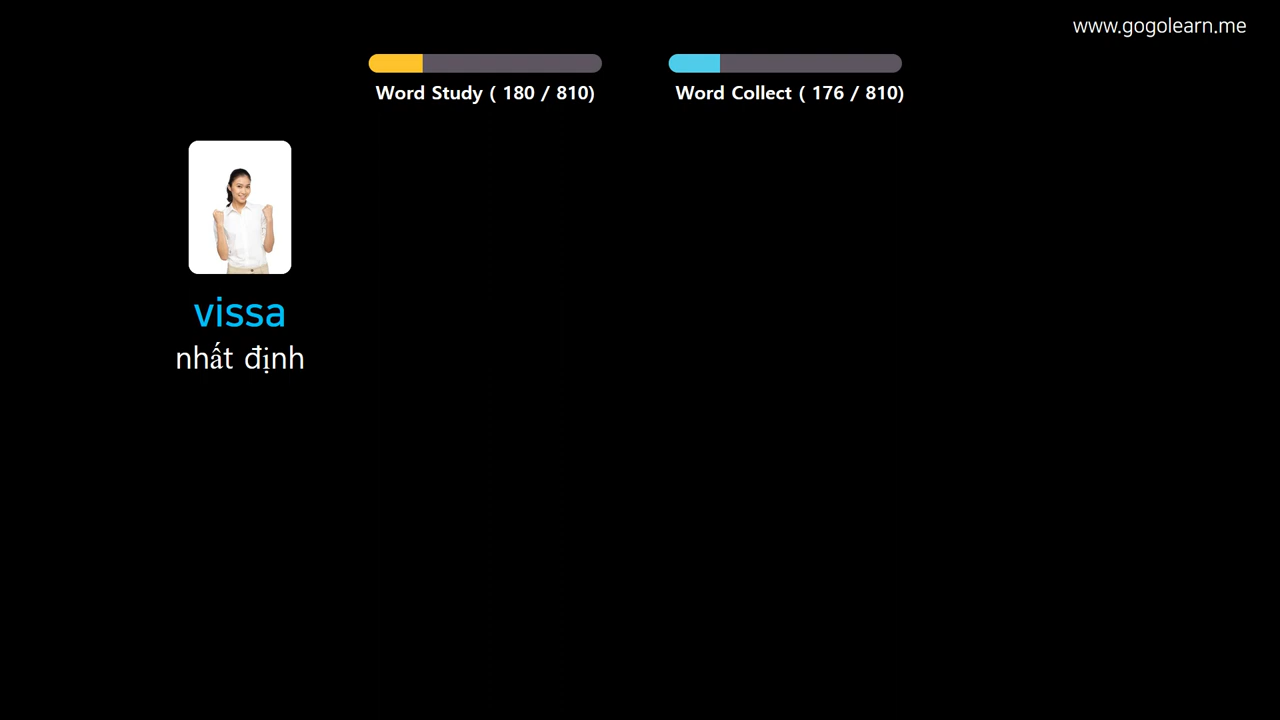 www.gogolearn.me
Word Study ( 180 / 810)
Word Collect ( 176 / 810)
vissa
nhất định